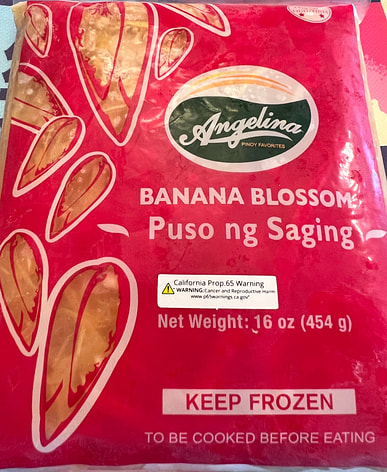 Angelina
PINOY FAVORITES
BANANA BLOSSOM
Puso ng Saging
California Prop.65 Warning
WARNING:Cancer and Reproductive Harm
www.p65warnings.ca.gov
Net Weight: 16 oz (454 g)
KEEP FROZEN
TO BE COOKED BEFORE EATING